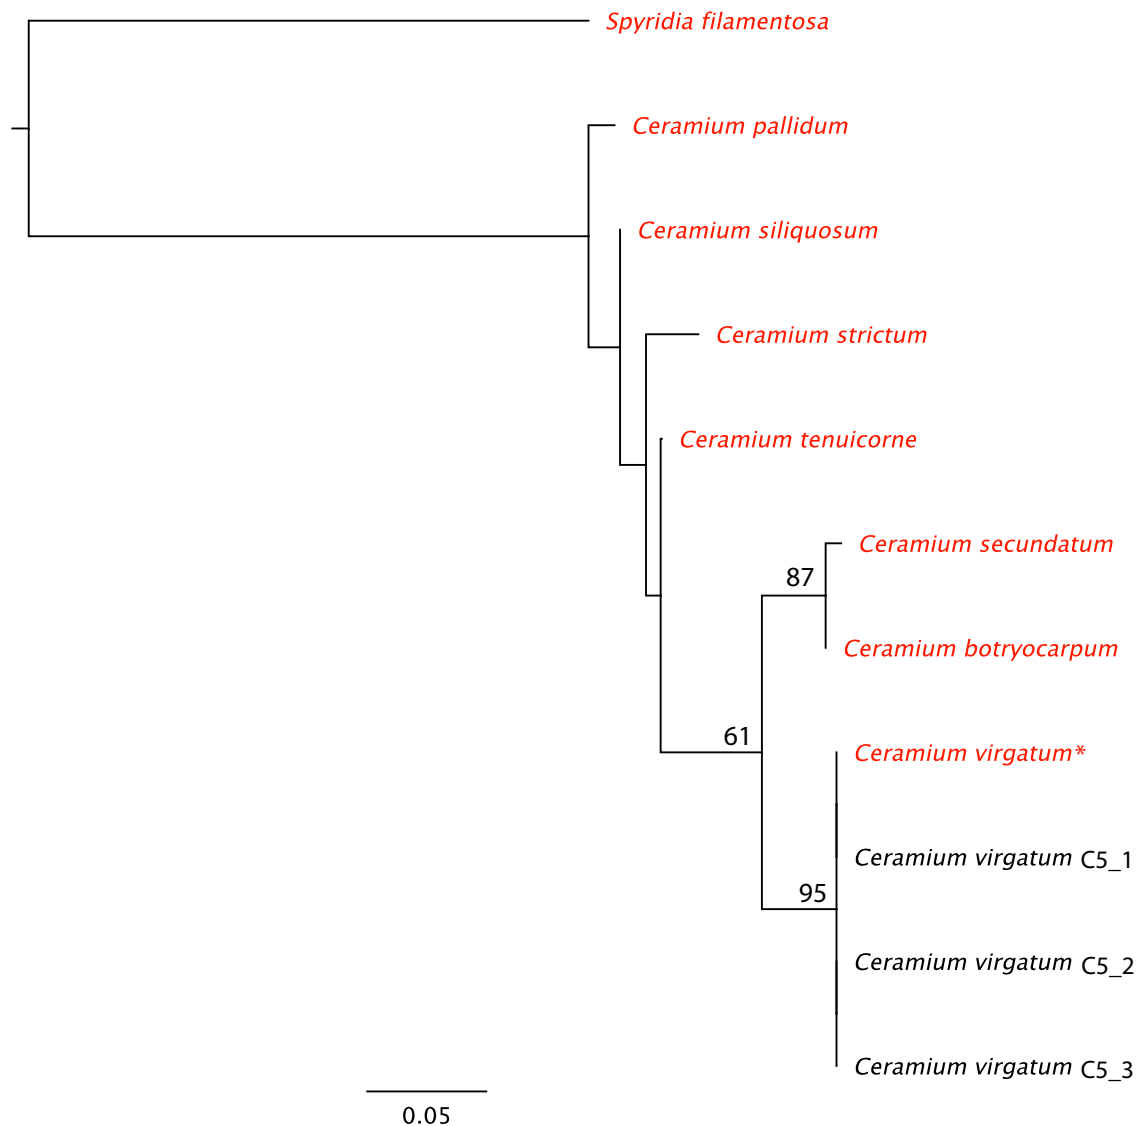 Spyridia filamentosa
Ceramium pallidum
Ceramium siliquosum
Ceramium strictum
Ceramium tenuicorne
Ceramium secundatum
87
Ceramium botryocarpum
61
Ceramium virgatum*
Ceramium virgatum C5_1
95
Ceramium virgatum C5_2
Ceramium virgatum C5_3
0.05